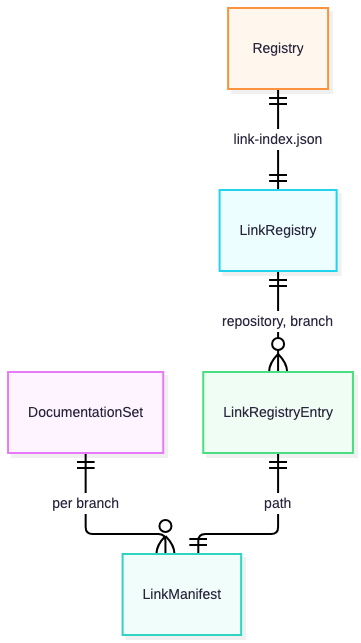 Registry
link-index.json
LinkRegistry
repository, branch
DocumentationSet
LinkRegistryEntry
per branch
path
LinkManifest